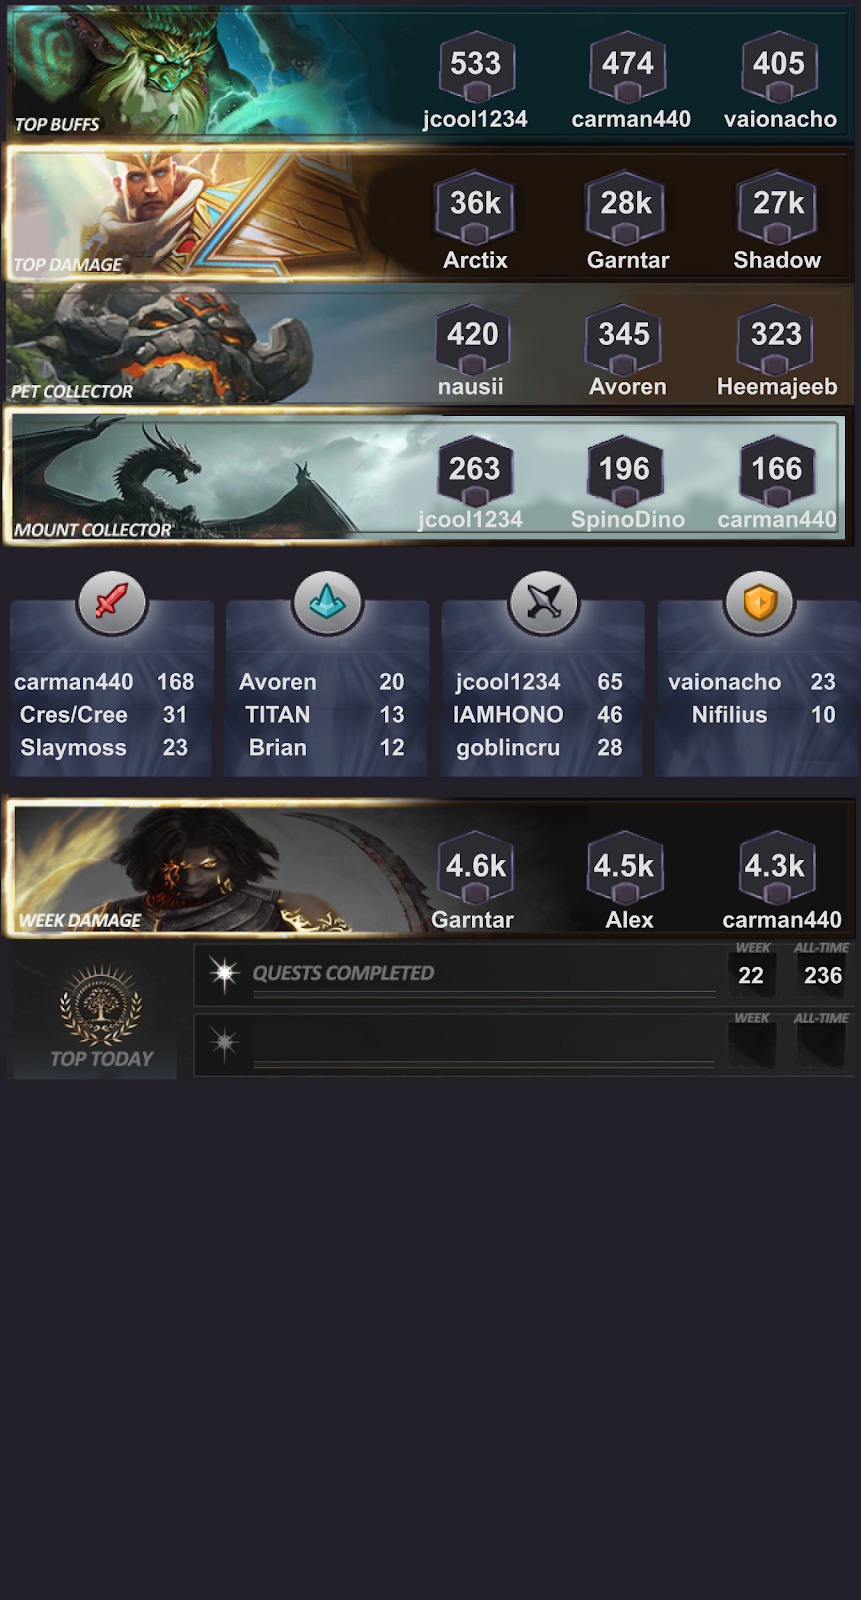 533 474 405
TOP BUFFS jcool1234 carman440 vaionacho
36k 28k 27k
TOP DAMAGE Arctix Garntar Shadow
420 345 323
PET COLLECTOR nausii Avoren Heemajeeb
263 196 166
MOUNT COLLECTOR jcool1234 SpinoDino carman440
carman440 168 Avoren 20 jcool1234 65 vaionacho 23
Cres/Cree 31 TITAN 13 IAMHONO 46 Nifilius 10
Slaymoss 23 Brian 12 goblincru 28
4.6k 4.5k 4.3k
WEEK DAMAGE Garntar Alex carman440
WEEK ALL-TIME
QUESTS COMPLETED 22 236
WEEK ALL-TIME
TOP TODAY